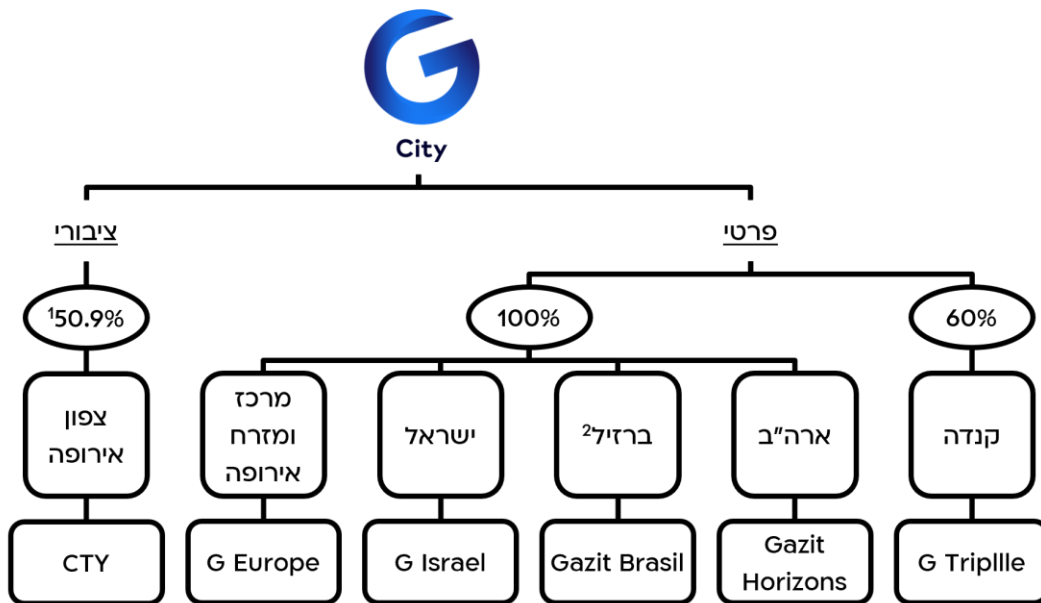 City
ציבורי
פרטי
¹50.9%
100%
60%
צפון
אירופה
מרכז
ומזרח
אירופה
ישראל
ברזיל²
ארה"ב
קנדה
CTY
G Europe
G Israel
Gazit Brasil
Gazit
Horizons
G Tripllle